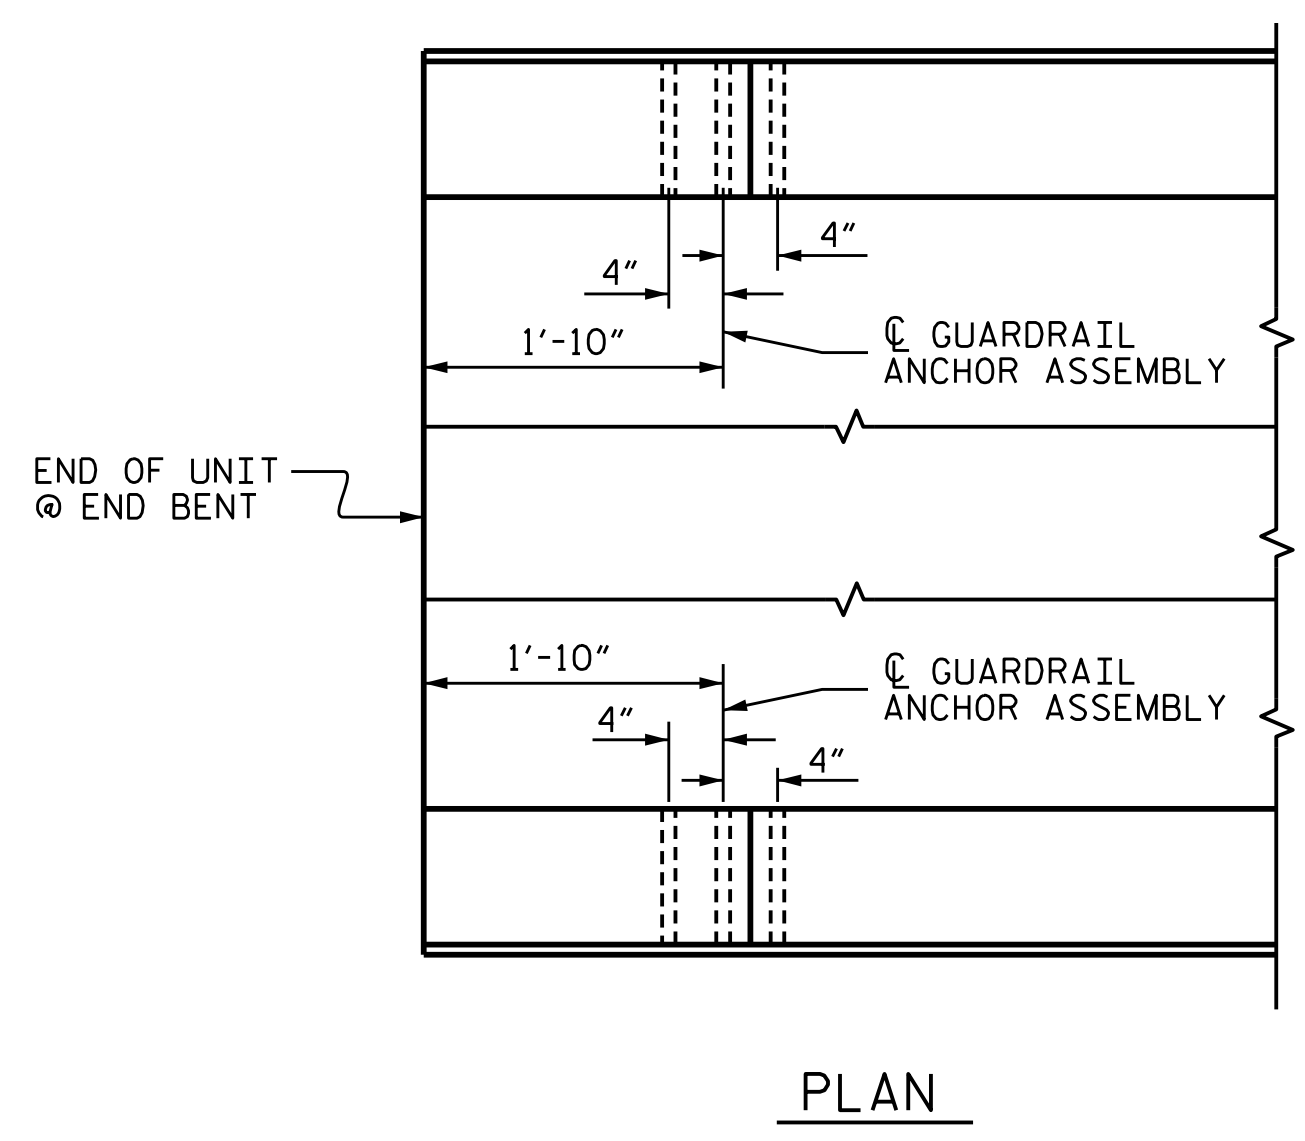 4"
4"
1'-10"
℄ GUARDRAIL
ANCHOR ASSEMBLY
END OF UNIT
@ END BENT
1'-10"
℄ GUARDRAIL
ANCHOR ASSEMBLY
4"
4"
PLAN